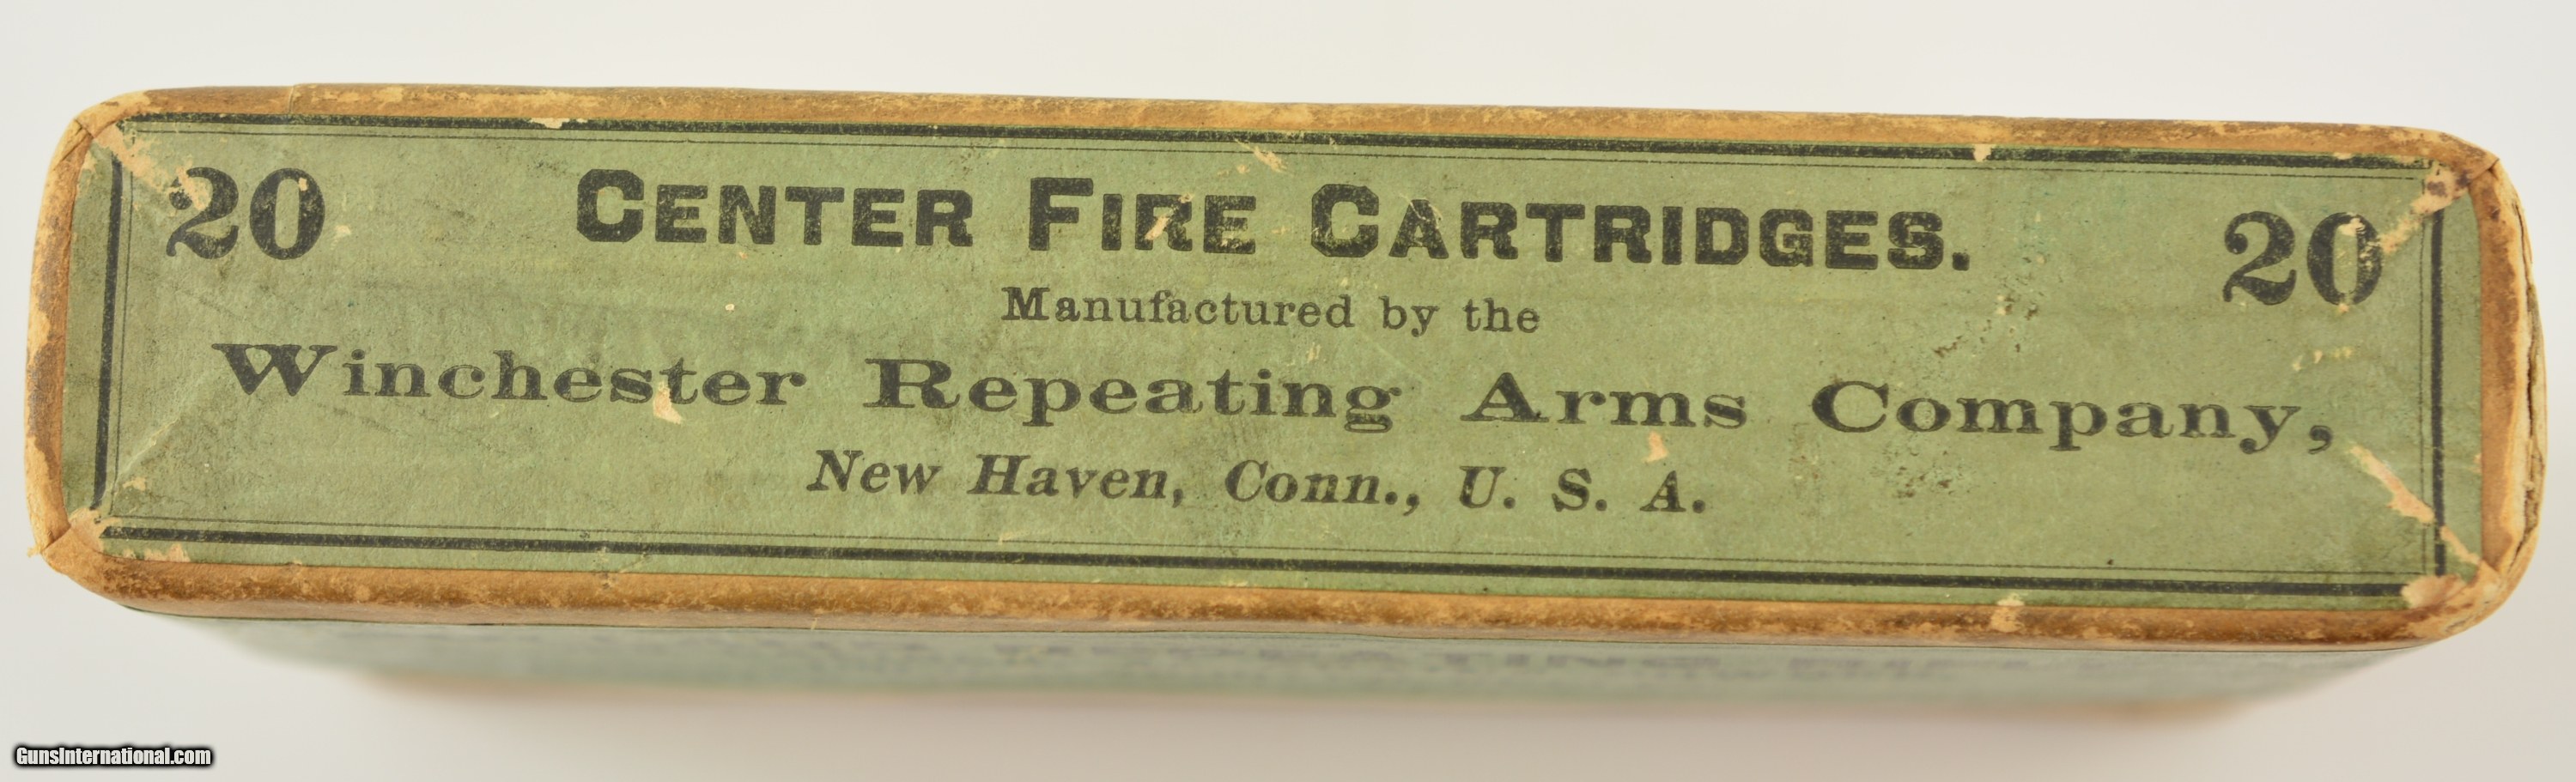 20 CENTER FIRE CARTRIDGES. 20
Manufactured by the
Winchester Repeating Arms Company,
New Haven, Conn., U. S. A.
GunsInternational.com